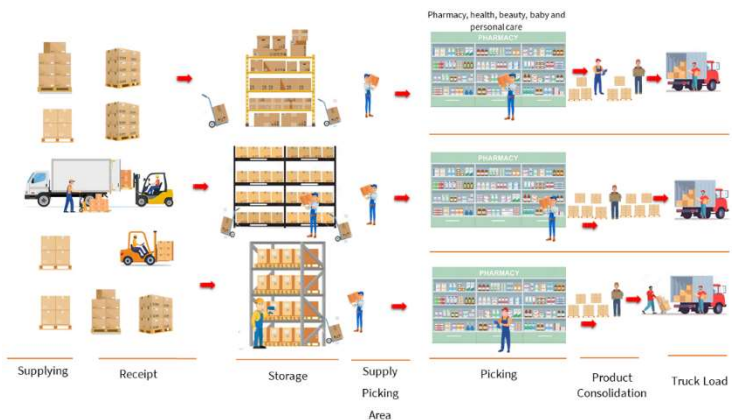 Pharmacy, health, beauty, baby and
personal care
PHARMACY
PHARMACY
PHARMACY
Supplying
Receipt
Storage
Supply
Picking
Area
Picking
Product
Consolidation
Truck Load